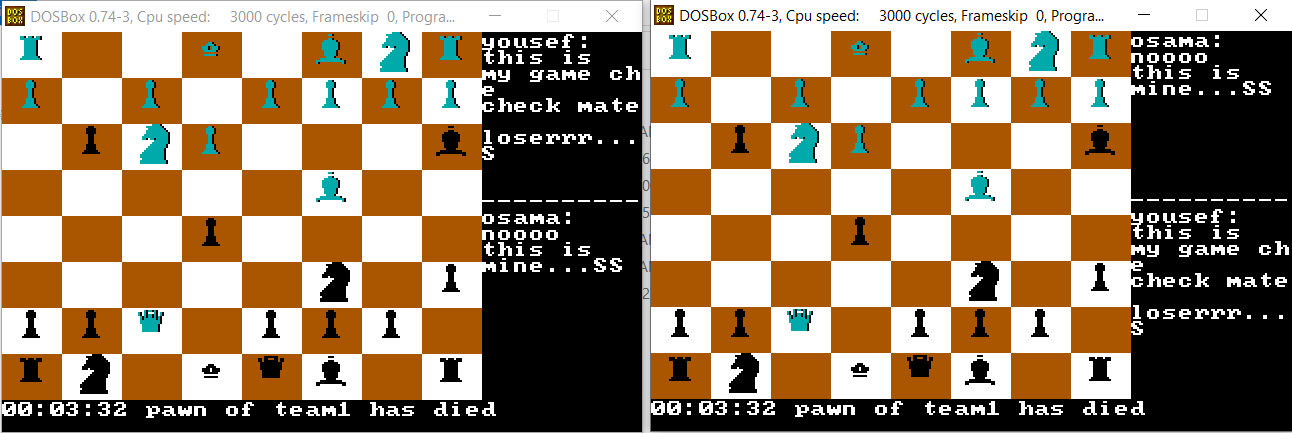 DOSBox 0.74-3, Cpu speed: 3000 cycles, Frameskip 0, Progra...
yousef:
this is
my game ch
e
check mate
loserrr...
S
----------
osama:
noooo
this is
mine...SS
00:03:32 pawn of team1 has died
DOSBox 0.74-3, Cpu speed: 3000 cycles, Frameskip 0, Progra...
osama:
noooo
this is
mine...SS
----------
yousef:
this is
my game ch
e
check mate
loserrr...
S
00:03:32 pawn of team1 has died